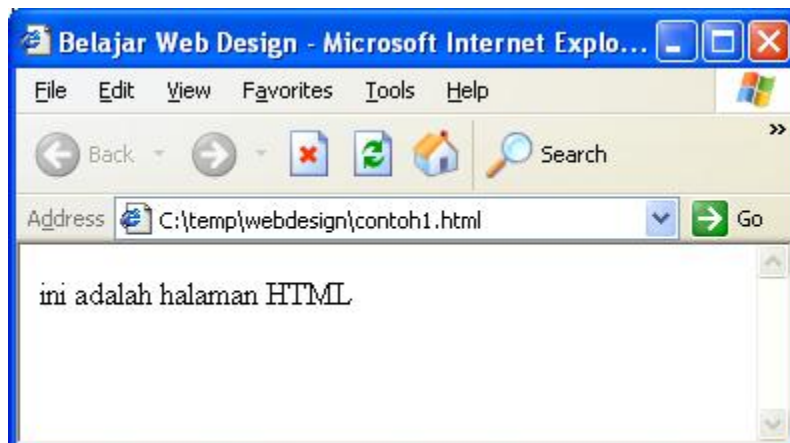 Belajar Web Design - Microsoft Internet Explo...
File Edit View Favorites Tools Help
Back Search »
Address C:\temp\webdesign\contoh1.html Go
ini adalah halaman HTML